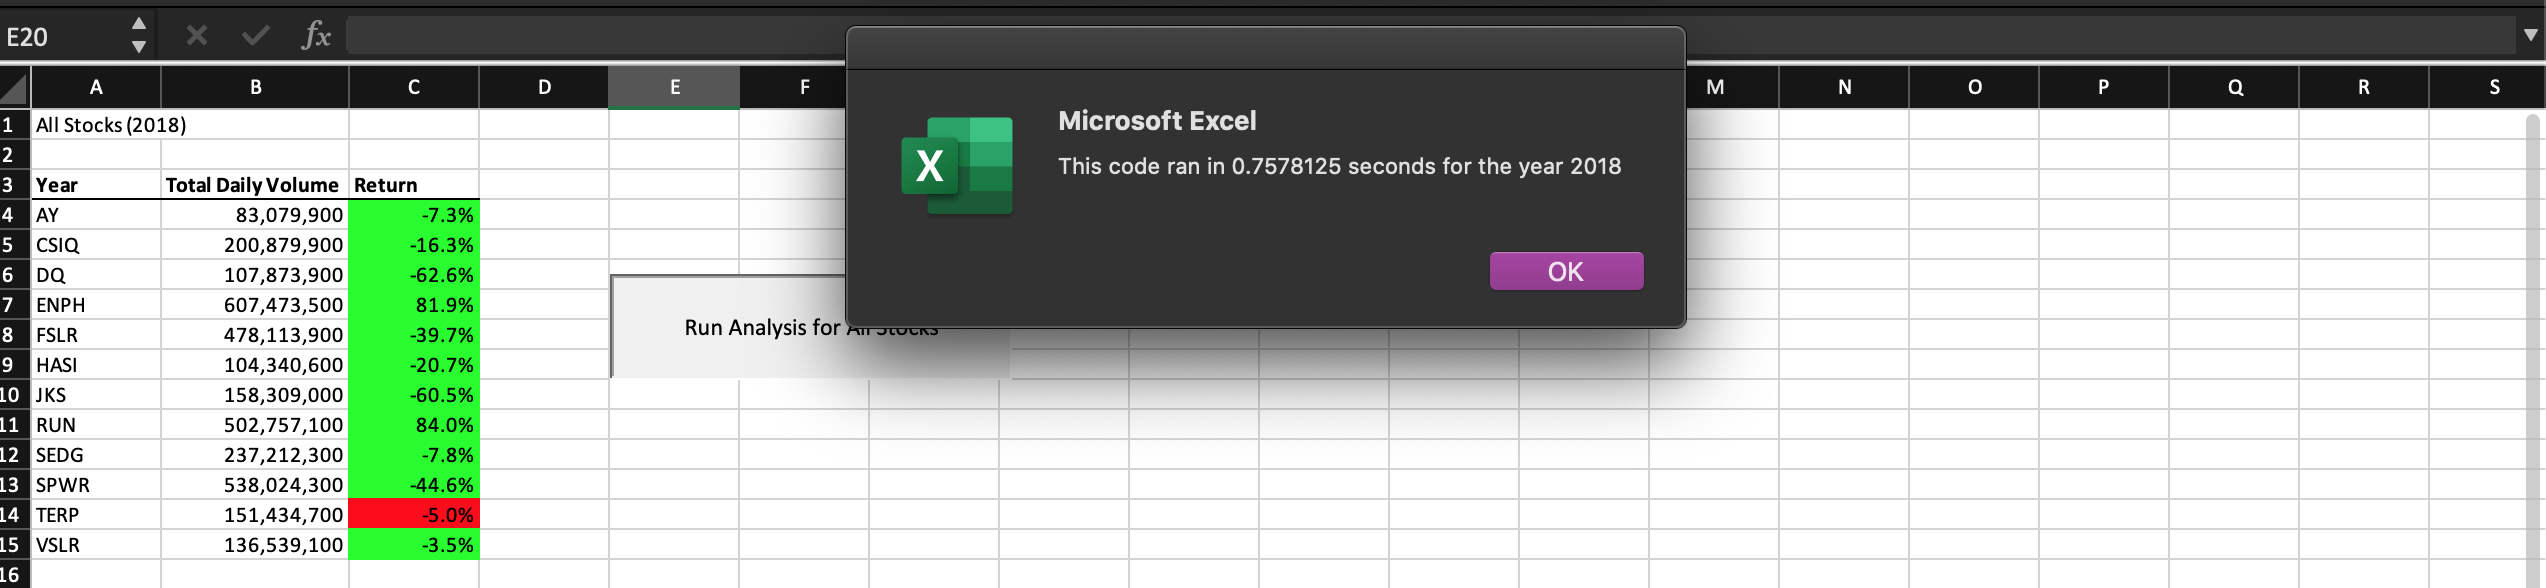 E20 fx
A B C D E F M N O P Q R S
1 All Stocks (2018)
2
3 Year Total Daily Volume Return
4 AY 83,079,900 -7.3%
5 CSIQ 200,879,900 -16.3%
6 DQ 107,873,900 -62.6%
7 ENPH 607,473,500 81.9%
8 FSLR 478,113,900 -39.7%
9 HASI 104,340,600 -20.7%
10 JKS 158,309,000 -60.5%
11 RUN 502,757,100 84.0%
12 SEDG 237,212,300 -7.8%
13 SPWR 538,024,300 -44.6%
14 TERP 151,434,700 -5.0%
15 VSLR 136,539,100 -3.5%
16
Run Analysis for All Stocks
X
Microsoft Excel
This code ran in 0.7578125 seconds for the year 2018
OK